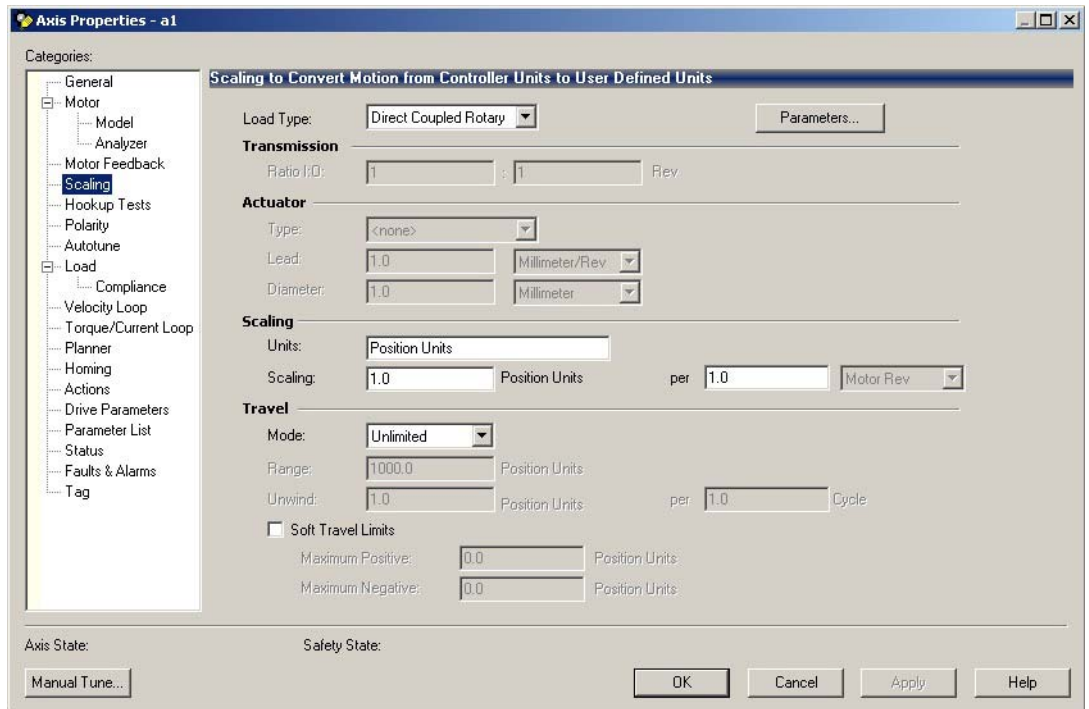 Axis Properties - a1
Categories:
General
Motor
Model
Analyzer
Motor Feedback
Scaling
Hookup Tests
Polarity
Autotune
Load
Compliance
Velocity Loop
Torque/Current Loop
Planner
Homing
Actions
Drive Parameters
Parameter List
Status
Faults & Alarms
Tag
Scaling to Convert Motion from Controller Units to User Defined Units
Load Type: Direct Coupled Rotary Parameters...
Transmission
Ratio I:O: 1 : 1 Rev
Actuator
Type: <none>
Lead: 1.0 Millimeter/Rev
Diameter: 1.0 Millimeter
Scaling
Units: Position Units
Scaling: 1.0 Position Units per 1.0 Motor Rev
Travel
Mode: Unlimited
Range: 1000.0 Position Units
Unwind: 1.0 Position Units per 1.0 Cycle
Soft Travel Limits
Maximum Positive: 0.0 Position Units
Maximum Negative: 0.0 Position Units
Axis State: Safety State:
Manual Tune... OK Cancel Apply Help